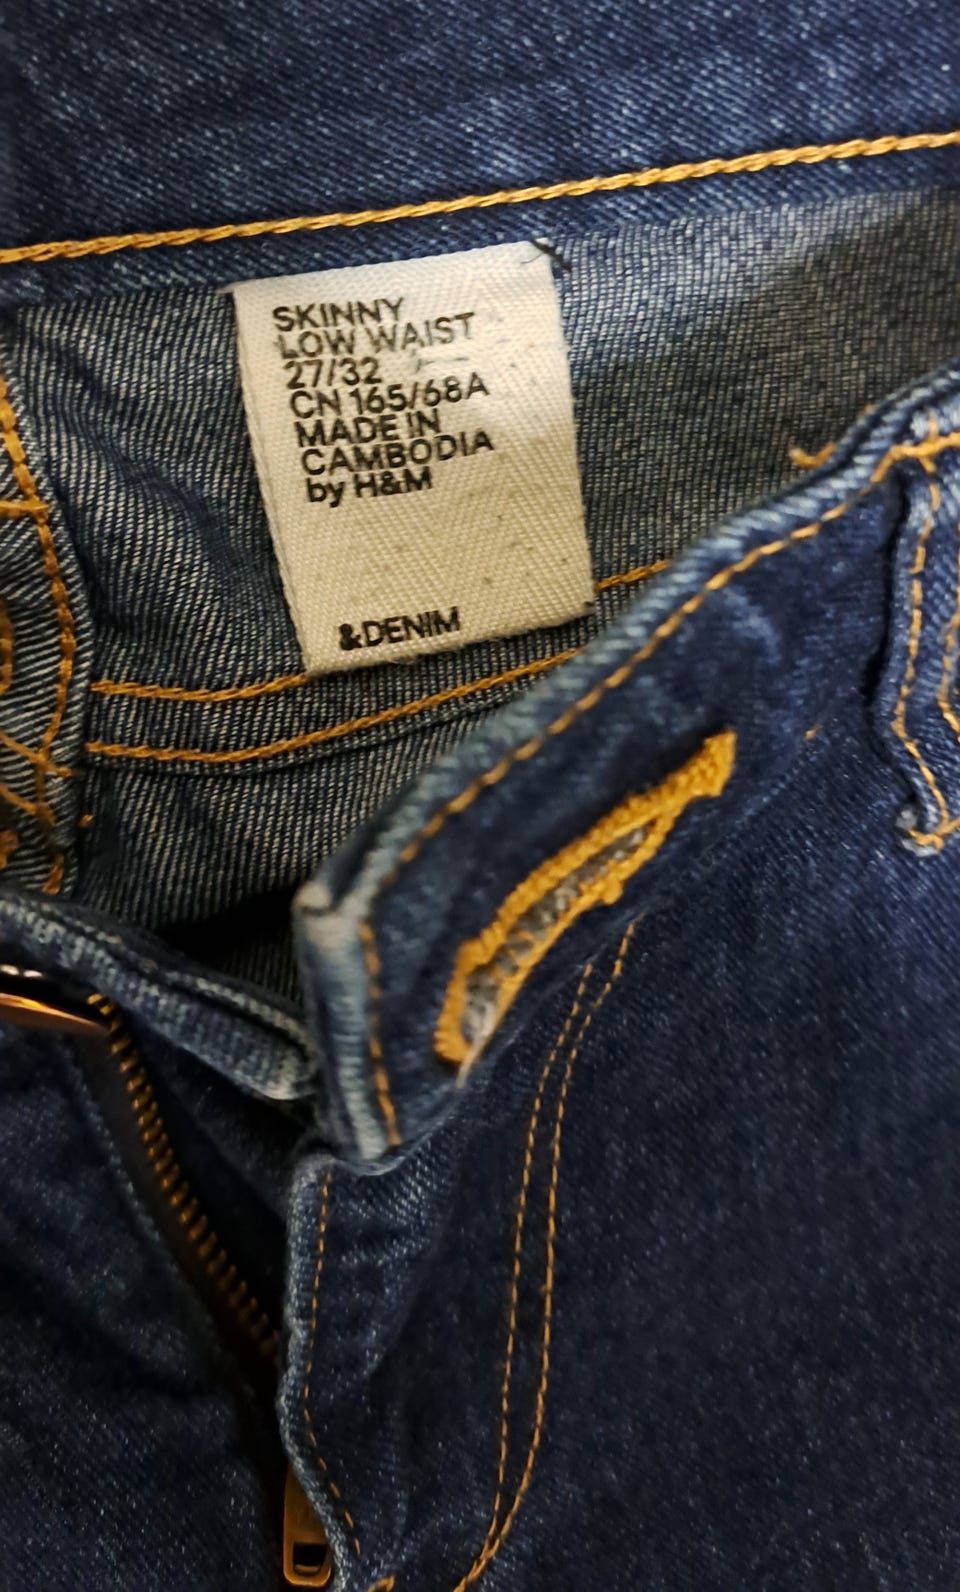 SKINNY
LOW WAIST
27/32
CN 165/68A
MADE IN
CAMBODIA
by H&M
&DENIM